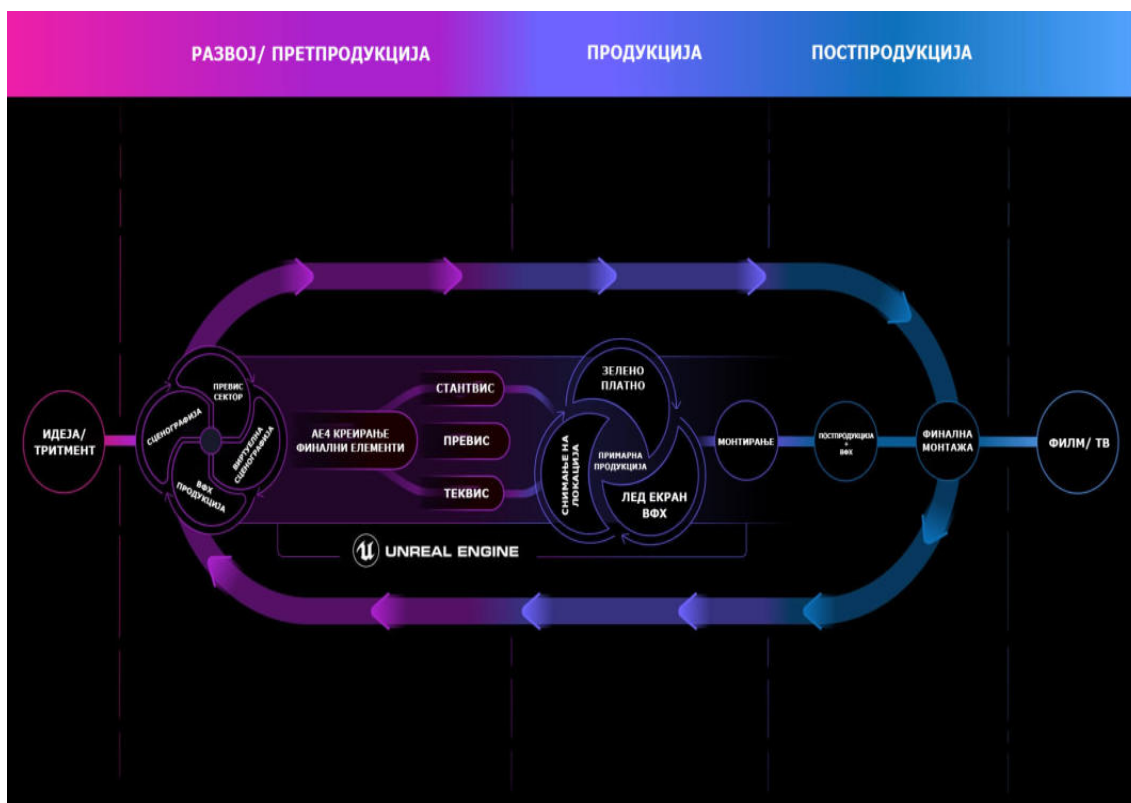 РАЗВОЈ/ ПРЕТПРОДУКЦИЈА
ПРОДУКЦИЈА
ПОСТПРОДУКЦИЈА
ИДЕЈА/
ТРИТМЕНТ
ПРЕВИС
СЕКТОР
СЦЕНОГРАФИЈА
ВИРТУЕЛНА
СЦЕНОГРАФИЈА
ВФХ
ПРОДУКЦИЈА
АЕ4 КРЕИРАЊЕ
ФИНАЛНИ ЕЛЕМЕНТИ
СТАНТВИС
ПРЕВИС
ТЕКВИС
ЗЕЛЕНО
ПЛАТНО
СНИМАЊЕ НА
ЛОКАЦИЈА
ПРИМАРНА
ПРОДУКЦИЈА
ЛЕД ЕКРАН
ВФХ
МОНТИРАЊЕ
ПОСТПРОДУКЦИЈА
+
ВФХ
ФИНАЛНА
МОНТАЖА
ФИЛМ/ ТВ
UNREAL ENGINE